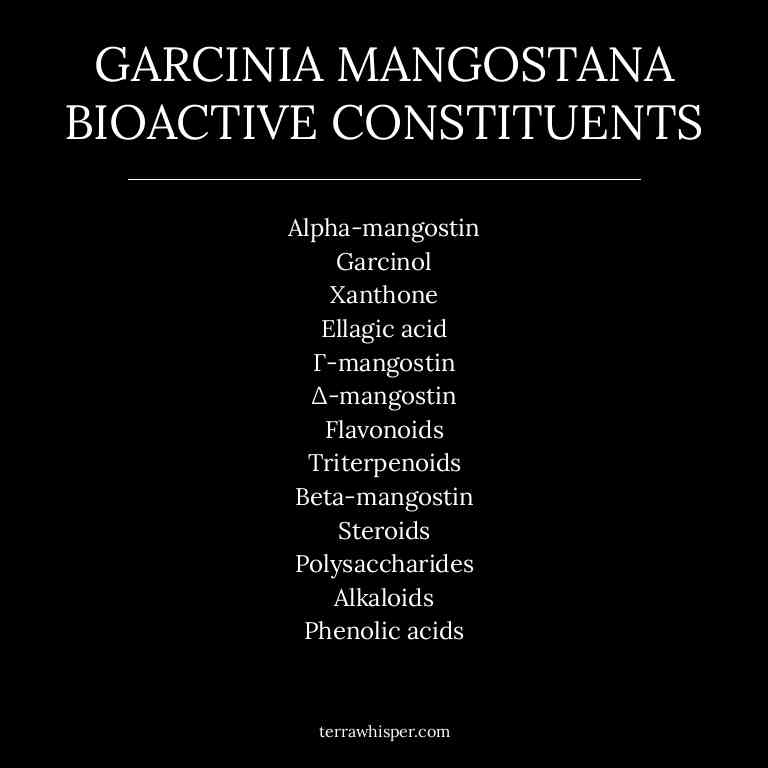 GARCINIA MANGOSTANA
BIOACTIVE CONSTITUENTS
Alpha-mangostin
Garcinol
Xanthone
Ellagic acid
Γ-mangostin
Δ-mangostin
Flavonoids
Triterpenoids
Beta-mangostin
Steroids
Polysaccharides
Alkaloids
Phenolic acids
terrawhisper.com